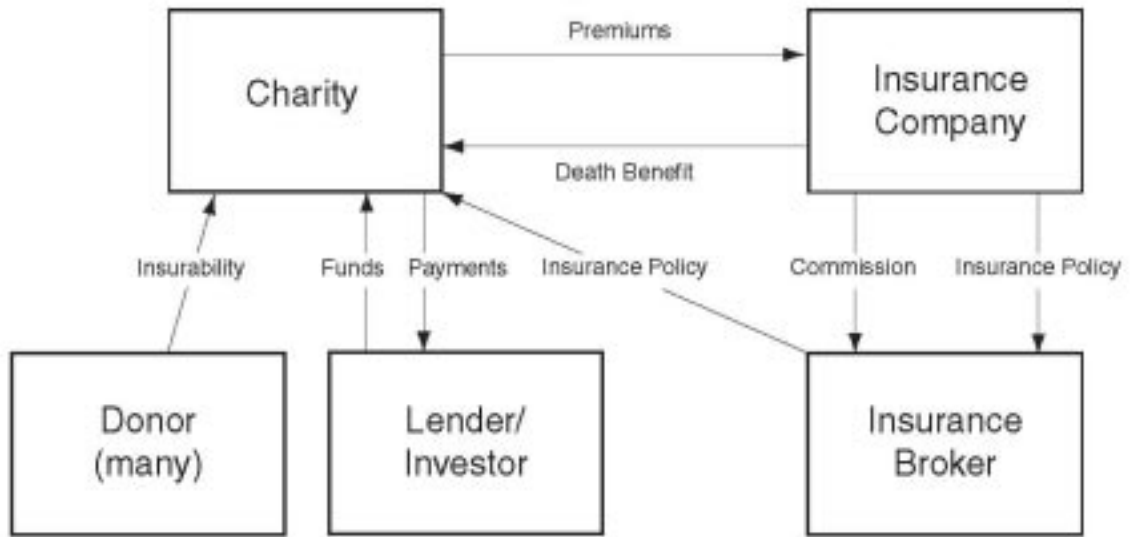 Premiums
Charity
Insurance
Company
Death Benefit
Insurability
Funds
Payments
Insurance Policy
Commission
Insurance Policy
Donor
(many)
Lender/
Investor
Insurance
Broker